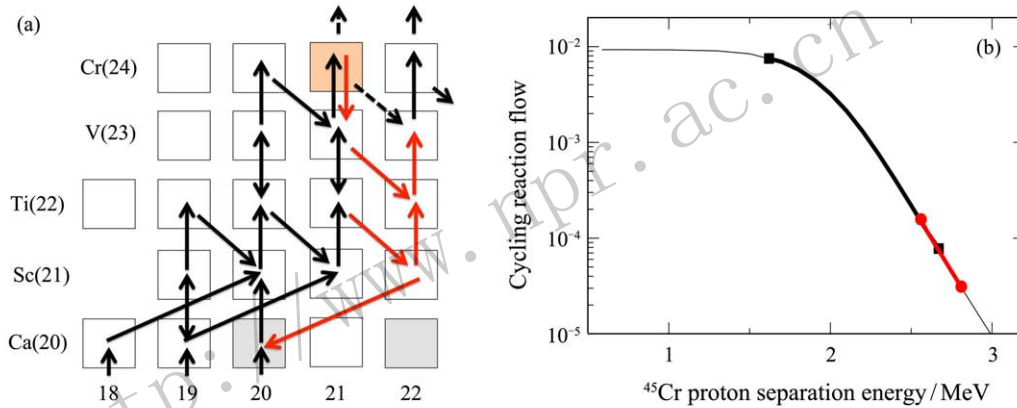 (a)
Cr(24)
V(23)
Ti(22)
Sc(21)
Ca(20)
18 19 20 21 22
(b)
Cycling reaction flow
10⁻²
10⁻³
10⁻⁴
10⁻⁵
1 2 3
⁴⁵Cr proton separation energy/MeV
tp://www.npr.ac.cn